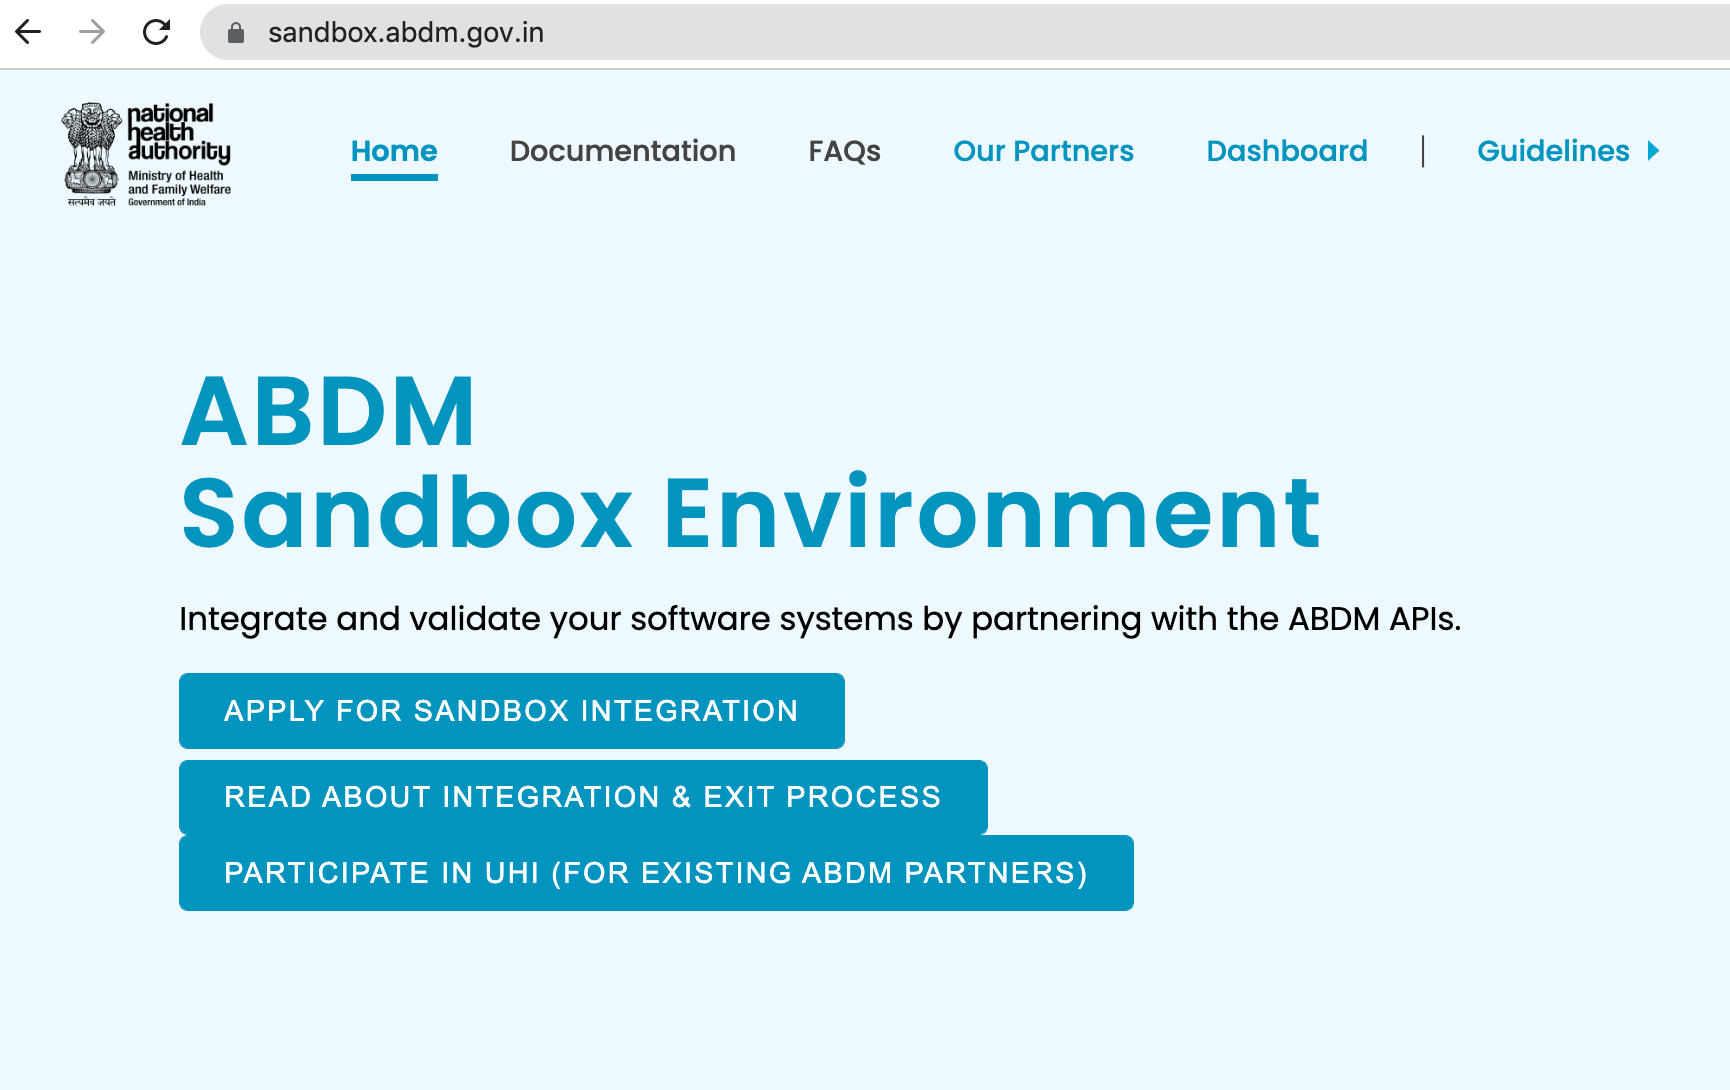 sandbox.abdm.gov.in
national
health
authority
Ministry of Health
and Family Welfare
Government of India
सत्यमेव जयते
Home
Documentation
FAQs
Our Partners
Dashboard
|
Guidelines
ABDM
Sandbox Environment
Integrate and validate your software systems by partnering with the ABDM APIs.
APPLY FOR SANDBOX INTEGRATION
READ ABOUT INTEGRATION & EXIT PROCESS
PARTICIPATE IN UHI (FOR EXISTING ABDM PARTNERS)